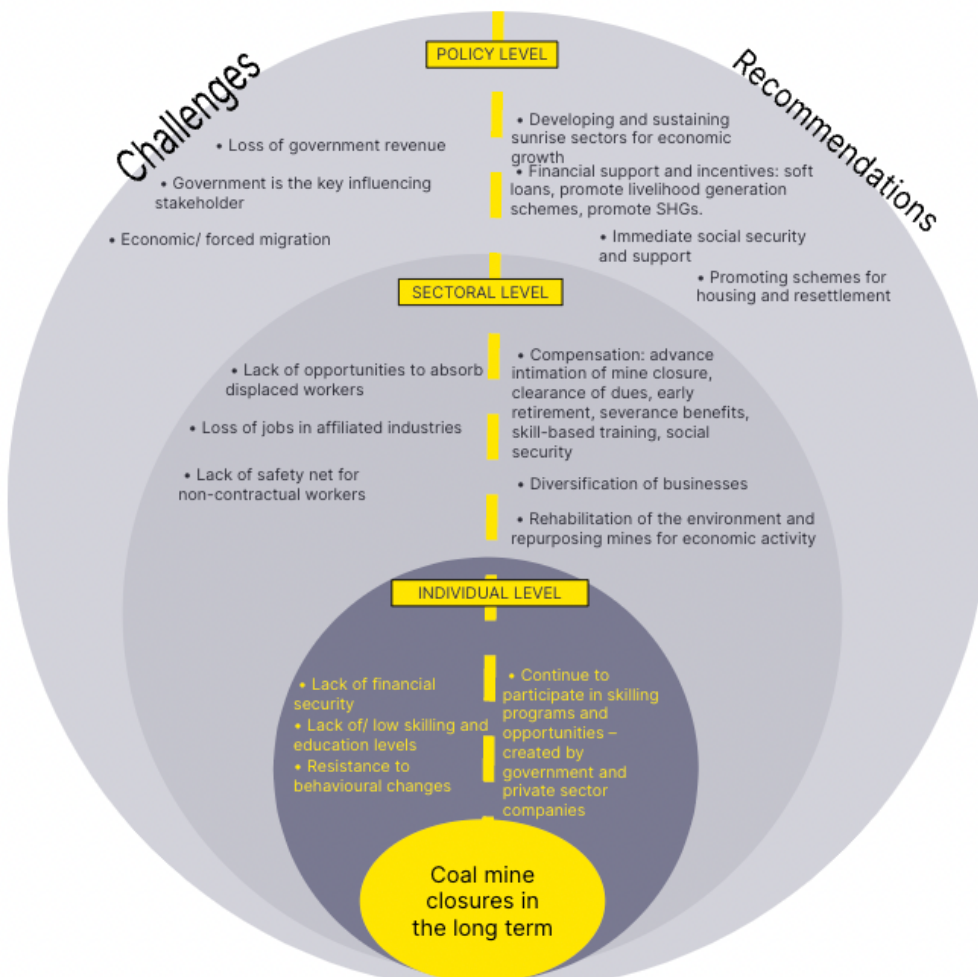 POLICY LEVEL
Challenges
Recommendations
• Loss of government revenue
• Government is the key influencing
stakeholder
• Economic/ forced migration
• Developing and sustaining
sunrise sectors for economic
growth
• Financial support and incentives: soft
loans, promote livelihood generation
schemes, promote SHGs.
• Immediate social security
and support
• Promoting schemes for
housing and resettlement
SECTORAL LEVEL
• Lack of opportunities to absorb
displaced workers
• Loss of jobs in affiliated industries
• Lack of safety net for
non-contractual workers
• Compensation: advance
intimation of mine closure,
clearance of dues, early
retirement, severance benefits,
skill-based training, social
security
• Diversification of businesses
• Rehabilitation of the environment and
repurposing mines for economic activity
INDIVIDUAL LEVEL
• Lack of financial
security
• Lack of/ low skilling and
education levels
• Resistance to
behavioural changes
• Continue to
participate in skilling
programs and
opportunities –
created by
government and
private sector
companies
Coal mine
closures in
the long term